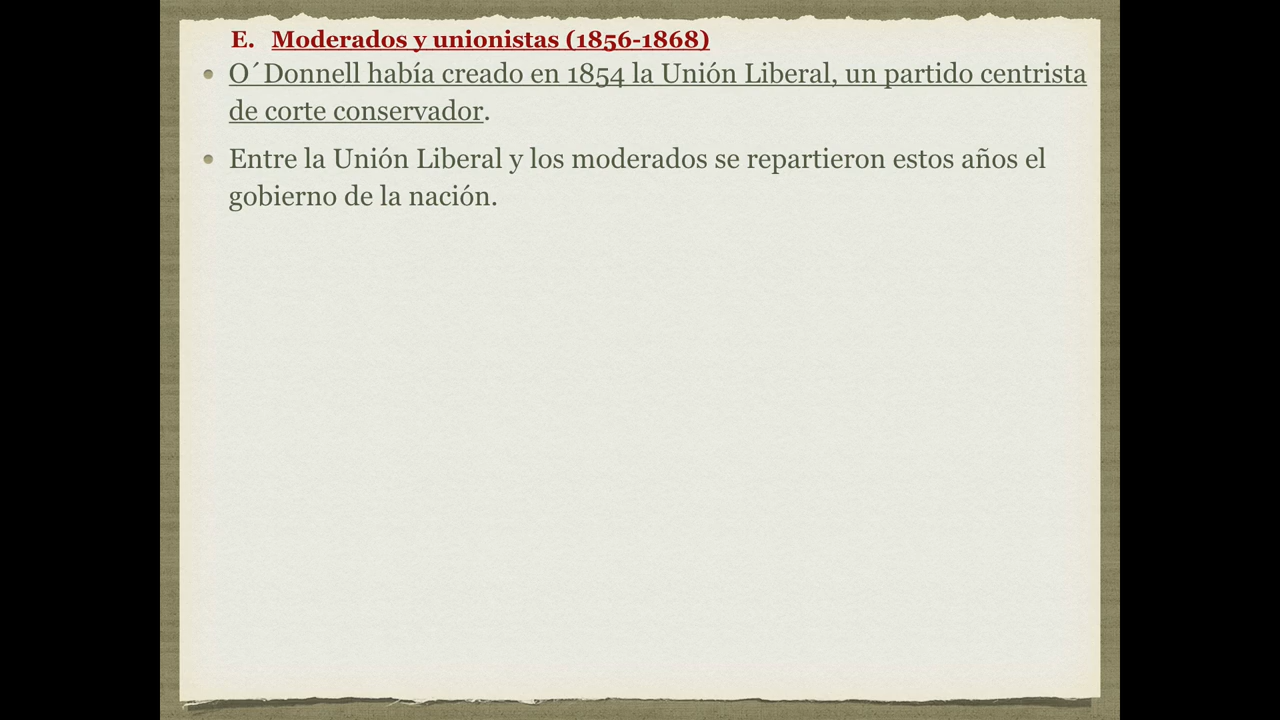 E. Moderados y unionistas (1856-1868)
• O´Donnell había creado en 1854 la Unión Liberal, un partido centrista
de corte conservador.
• Entre la Unión Liberal y los moderados se repartieron estos años el
gobierno de la nación.